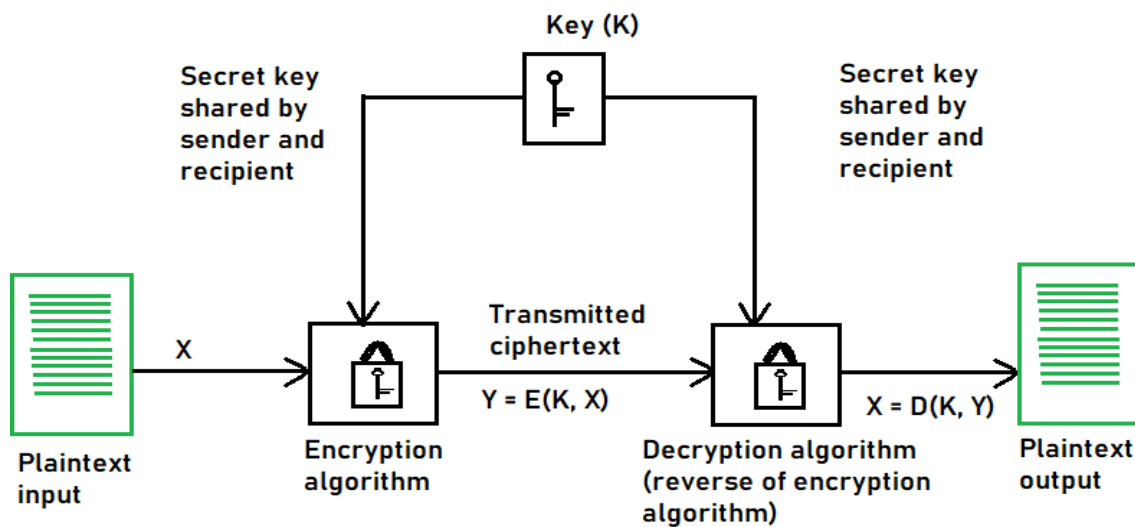 Key (K)
Secret key
shared by
sender and
recipient
Secret key
shared by
sender and
recipient
X
Transmitted
ciphertext
Y = E(K, X)
X = D(K, Y)
Plaintext
input
Encryption
algorithm
Decryption algorithm
(reverse of encryption
algorithm)
Plaintext
output